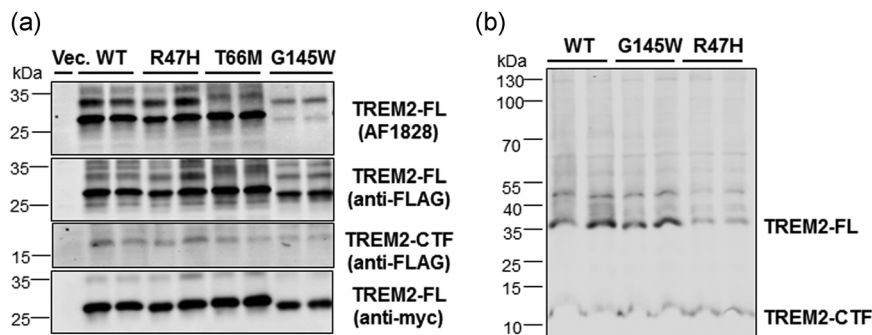 (a)
Vec. WT R47H T66M G145W
kDa
35
25
TREM2-FL
(AF1828)
35
25
TREM2-FL
(anti-FLAG)
15
TREM2-CTF
(anti-FLAG)
35
25
TREM2-FL
(anti-myc)
(b)
WT G145W R47H
kDa
130
100
70
55
40
35
25
15
10
TREM2-FL
TREM2-CTF